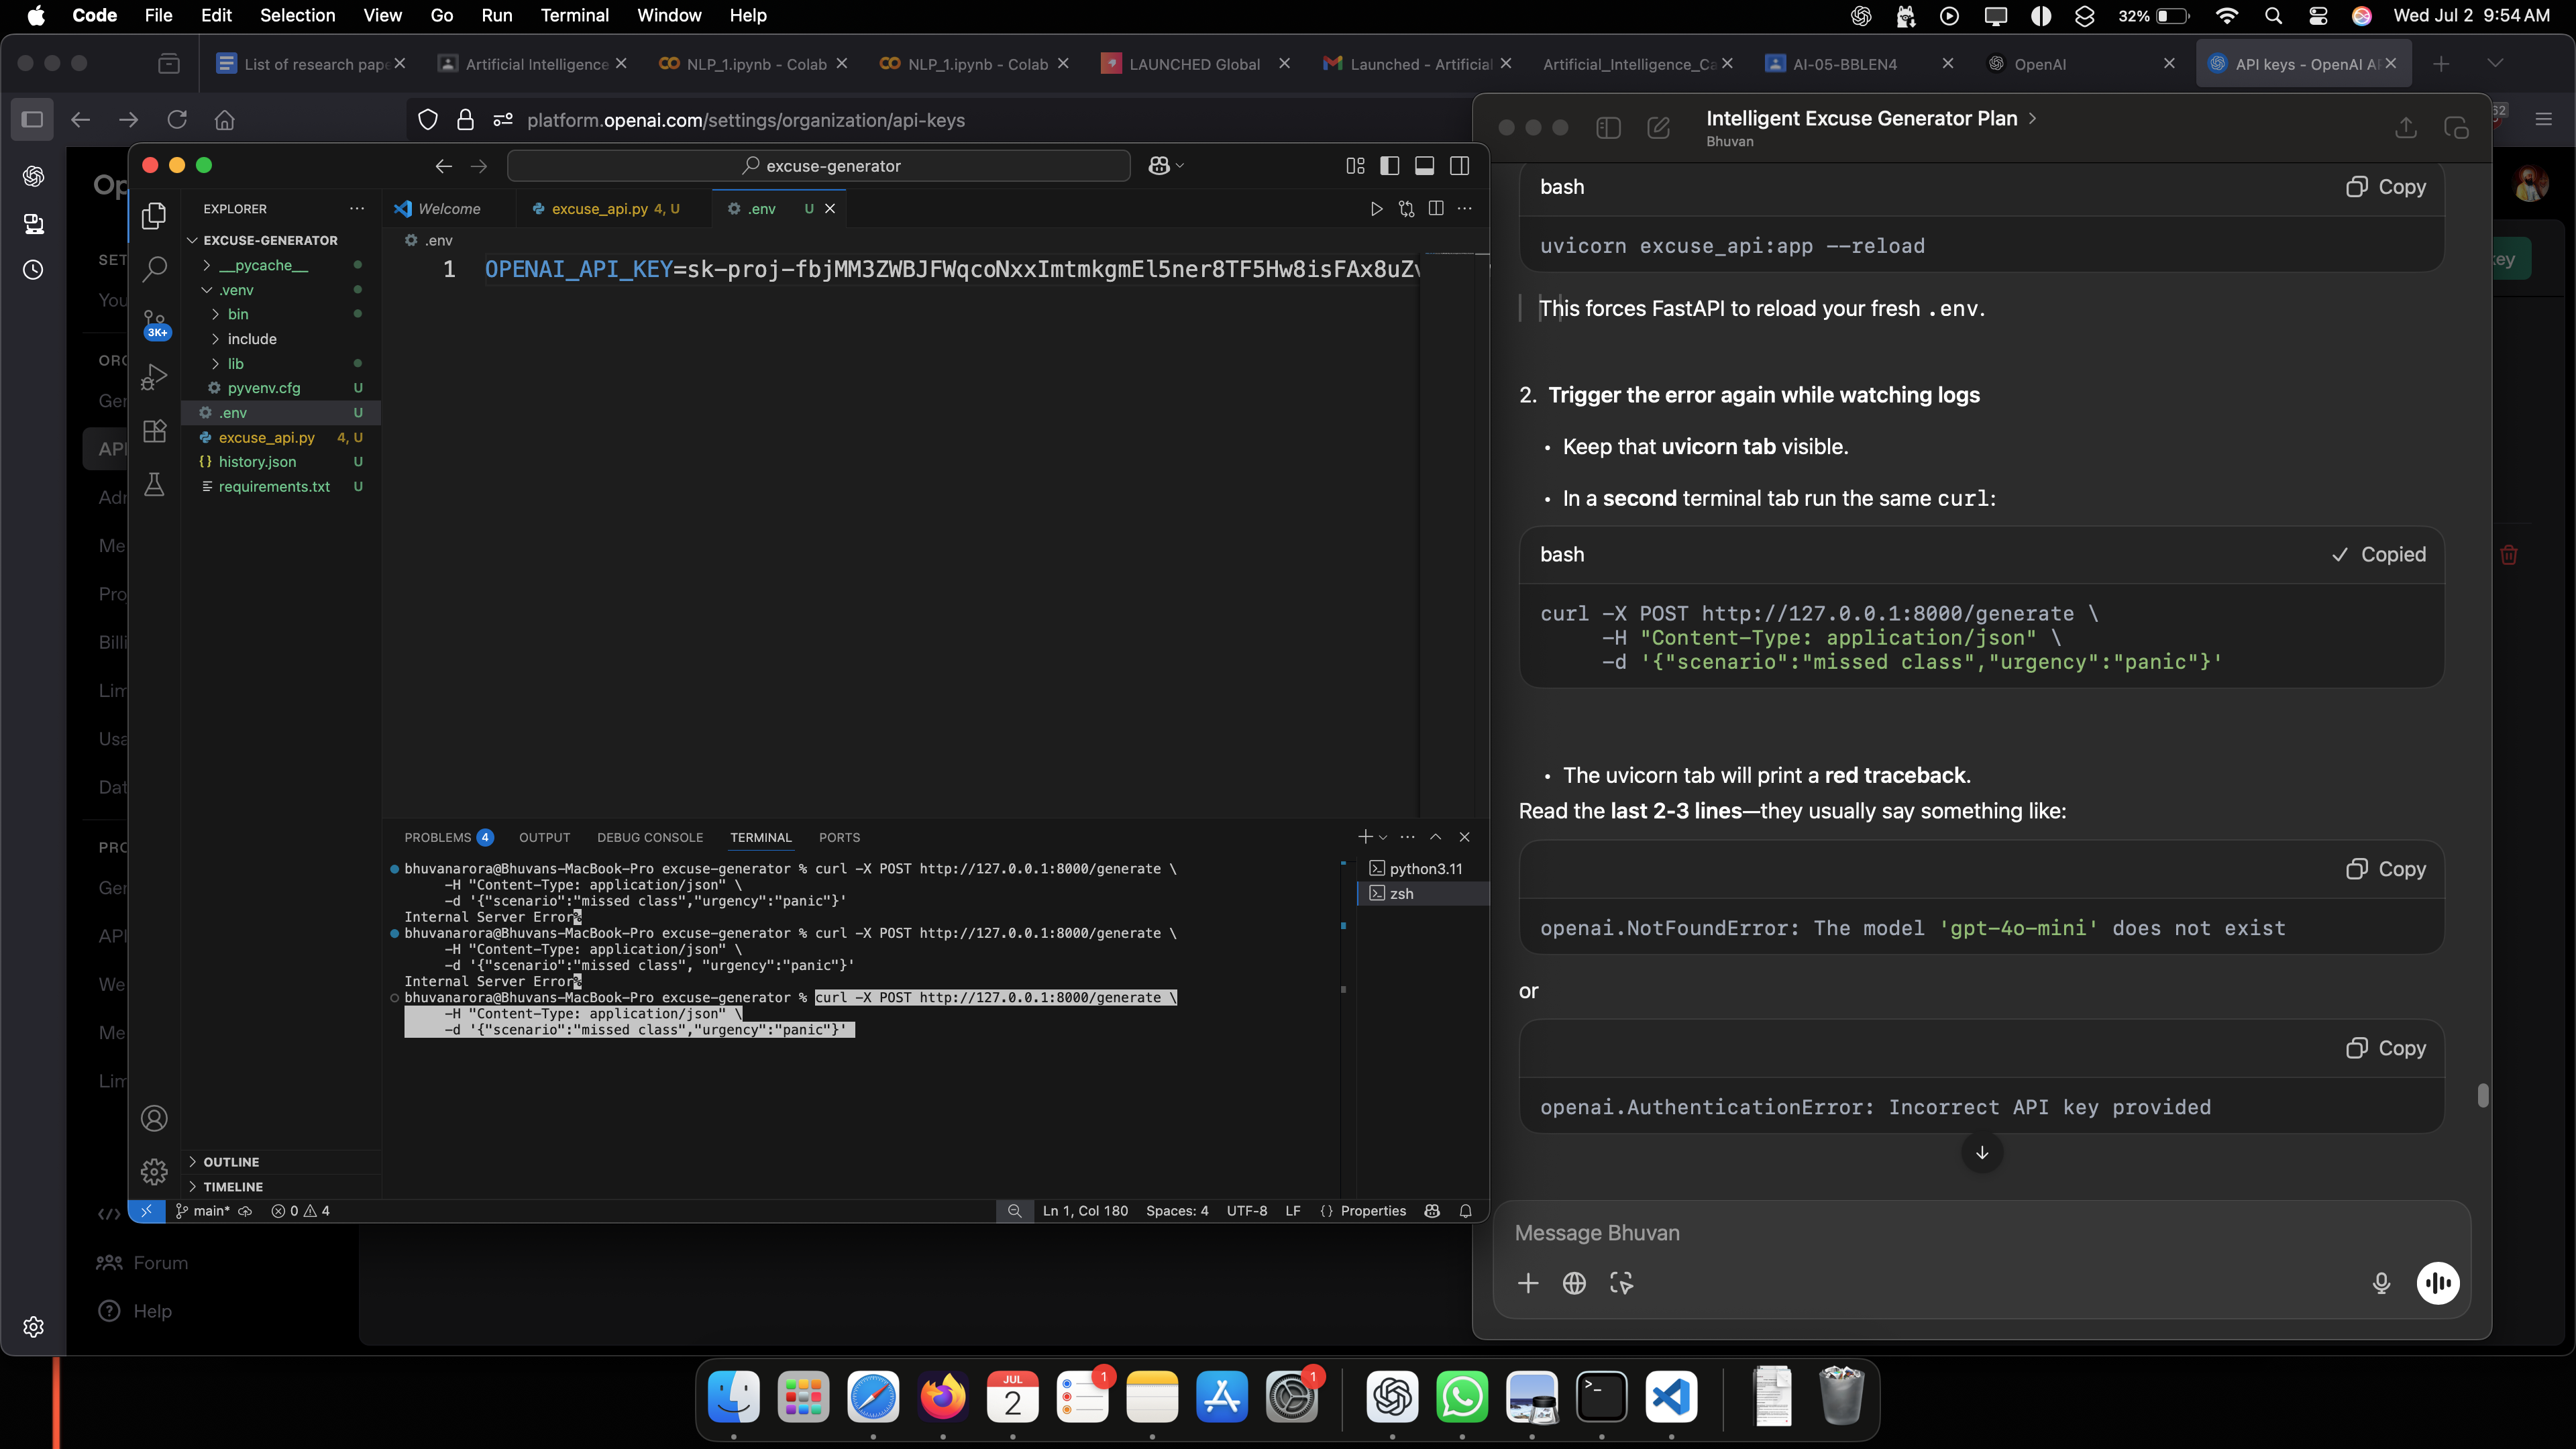 Code File Edit Selection View Go Run Terminal Window Help
32% Wed Jul 2 9:54 AM
List of research pape
Artificial Intelligence
NLP_1.ipynb - Colab
NLP_1.ipynb - Colab
LAUNCHED Global
Launched - Artificial
Artificial_Intelligence_Ca
AI-05-BBLEN4
OpenAI
API keys - OpenAI A
platform.openai.com/settings/organization/api-keys
62
Op
SET
You
ORG
Ger
API
Adr
Me
Pro
Billi
Lim
Usa
Dat
PRO
Ger
API
We
Me
Lim
Forum
Help
excuse-generator
EXPLORER
EXCUSE-GENERATOR
__pycache__
.venv
bin
include
lib
pyvenv.cfg U
.env U
excuse_api.py 4, U
history.json U
requirements.txt U
3K+
OUTLINE
TIMELINE
Welcome
excuse_api.py 4, U
.env U
.env
1 OPENAI_API_KEY=sk-proj-fbjMM3ZWBJFWqcoNxxImtmkgmEl5ner8TF5Hw8isFAx8uZv
PROBLEMS 4 OUTPUT DEBUG CONSOLE TERMINAL PORTS
bhuvanarora@Bhuvans-MacBook-Pro excuse-generator % curl -X POST http://127.0.0.1:8000/generate \
-H "Content-Type: application/json" \
-d '{"scenario":"missed class","urgency":"panic"}'
Internal Server Error%
bhuvanarora@Bhuvans-MacBook-Pro excuse-generator % curl -X POST http://127.0.0.1:8000/generate \
-H "Content-Type: application/json" \
-d '{"scenario":"missed class", "urgency":"panic"}'
Internal Server Error%
bhuvanarora@Bhuvans-MacBook-Pro excuse-generator % curl -X POST http://127.0.0.1:8000/generate \
-H "Content-Type: application/json" \
-d '{"scenario":"missed class","urgency":"panic"}'
python3.11
zsh
main* 0 4
Ln 1, Col 180 Spaces: 4 UTF-8 LF {} Properties
Intelligent Excuse Generator Plan
Bhuvan
bash Copy
uvicorn excuse_api:app --reload
This forces FastAPI to reload your fresh .env.
2. Trigger the error again while watching logs
• Keep that uvicorn tab visible.
• In a second terminal tab run the same curl:
bash Copied
curl -X POST http://127.0.0.1:8000/generate \
-H "Content-Type: application/json" \
-d '{"scenario":"missed class","urgency":"panic"}'
• The uvicorn tab will print a red traceback.
Read the last 2-3 lines—they usually say something like:
Copy
openai.NotFoundError: The model 'gpt-4o-mini' does not exist
or
Copy
openai.AuthenticationError: Incorrect API key provided
Message Bhuvan
key
JUL
2
1
1